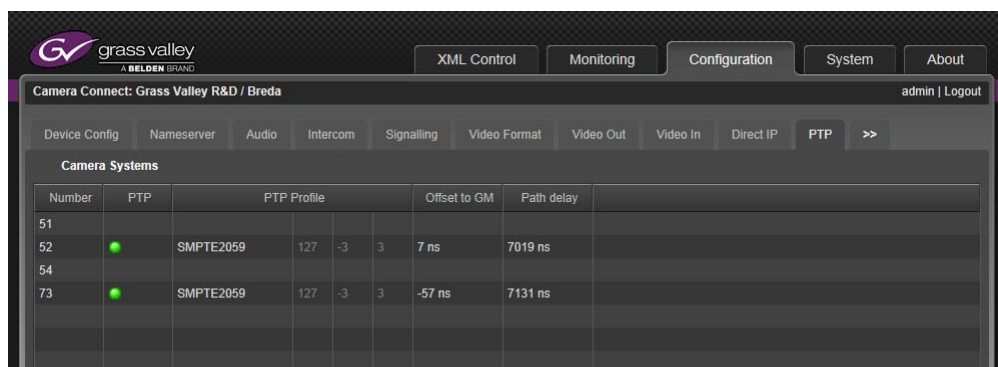 GV grass valley
A BELDEN BRAND
XML Control Monitoring Configuration System About
Camera Connect: Grass Valley R&D / Breda admin | Logout
Device Config Nameserver Audio Intercom Signalling Video Format Video Out Video In Direct IP PTP >>
Camera Systems
Number PTP PTP Profile Offset to GM Path delay
51
52 SMPTE2059 127 -3 3 7 ns 7019 ns
54
73 SMPTE2059 127 -3 3 -57 ns 7131 ns